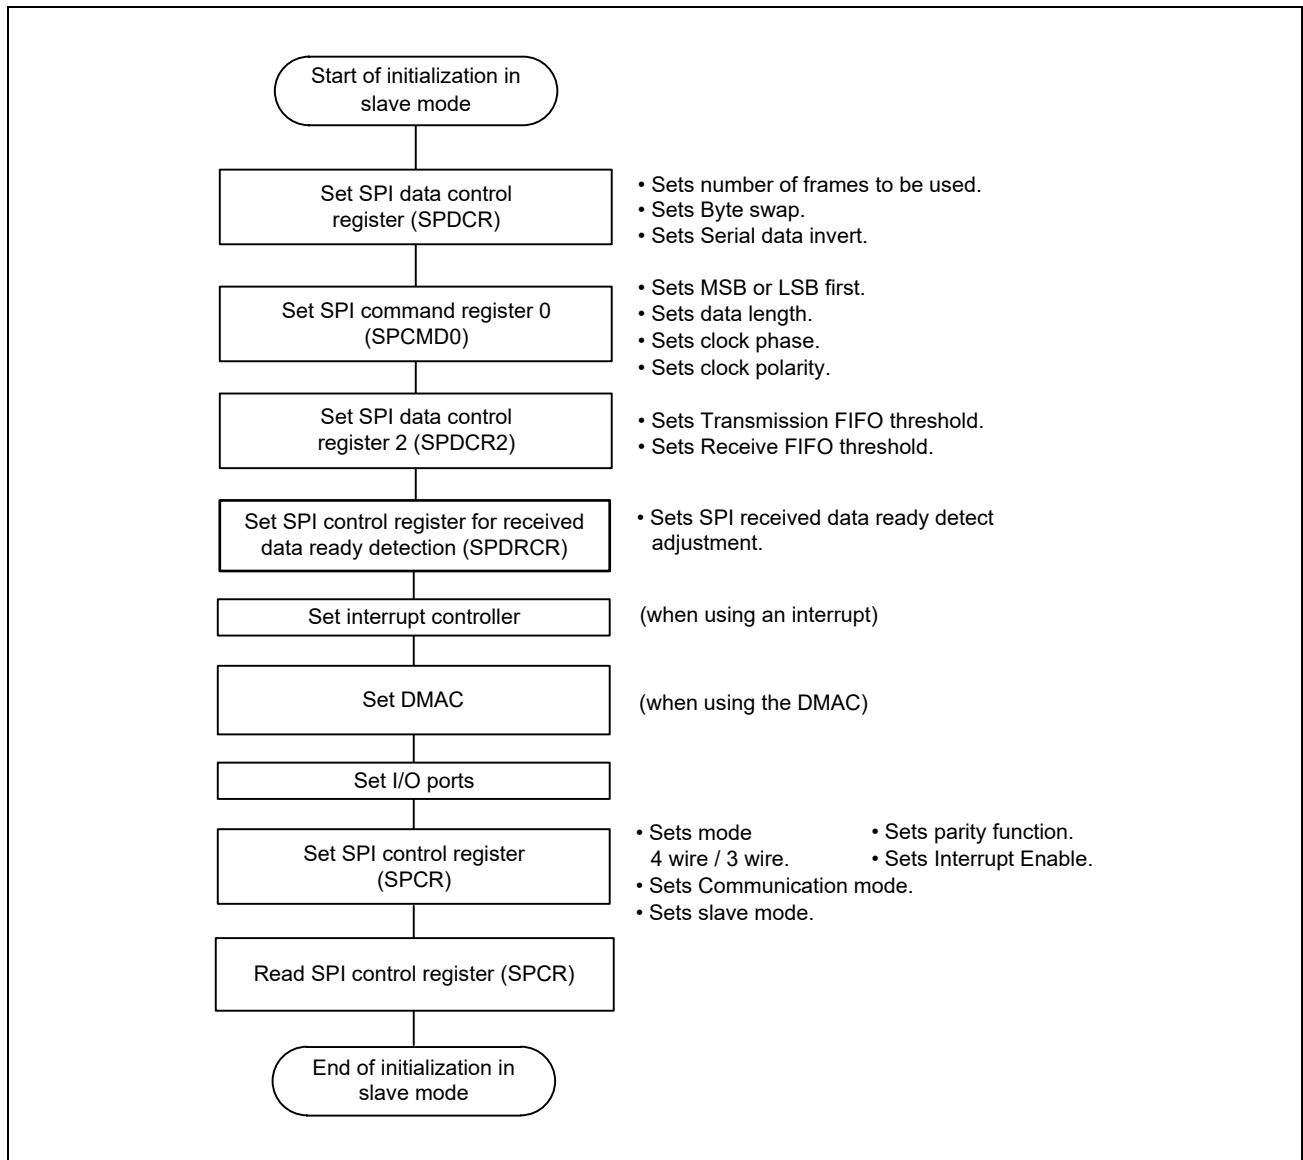 Start of initialization in
slave mode
Set SPI data control
register (SPDCR)
• Sets number of frames to be used.
• Sets Byte swap.
• Sets Serial data invert.
Set SPI command register 0
(SPCMD0)
• Sets MSB or LSB first.
• Sets data length.
• Sets clock phase.
• Sets clock polarity.
Set SPI data control
register 2 (SPDCR2)
• Sets Transmission FIFO threshold.
• Sets Receive FIFO threshold.
Set SPI control register for received
data ready detection (SPDRCR)
• Sets SPI received data ready detect
adjustment.
Set interrupt controller
(when using an interrupt)
Set DMAC
(when using the DMAC)
Set I/O ports
Set SPI control register
(SPCR)
• Sets mode
4 wire / 3 wire.
• Sets Communication mode.
• Sets slave mode.
• Sets parity function.
• Sets Interrupt Enable.
Read SPI control register (SPCR)
End of initialization in
slave mode